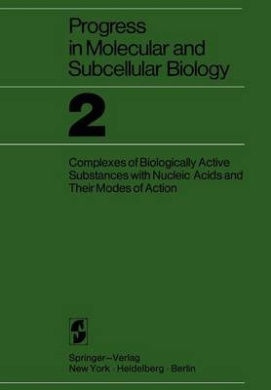 Progress
in Molecular and
Subcellular Biology
2
Complexes of Biologically Active
Substances with Nucleic Acids and
Their Modes of Action
Springer-Verlag
New York · Heidelberg · Berlin